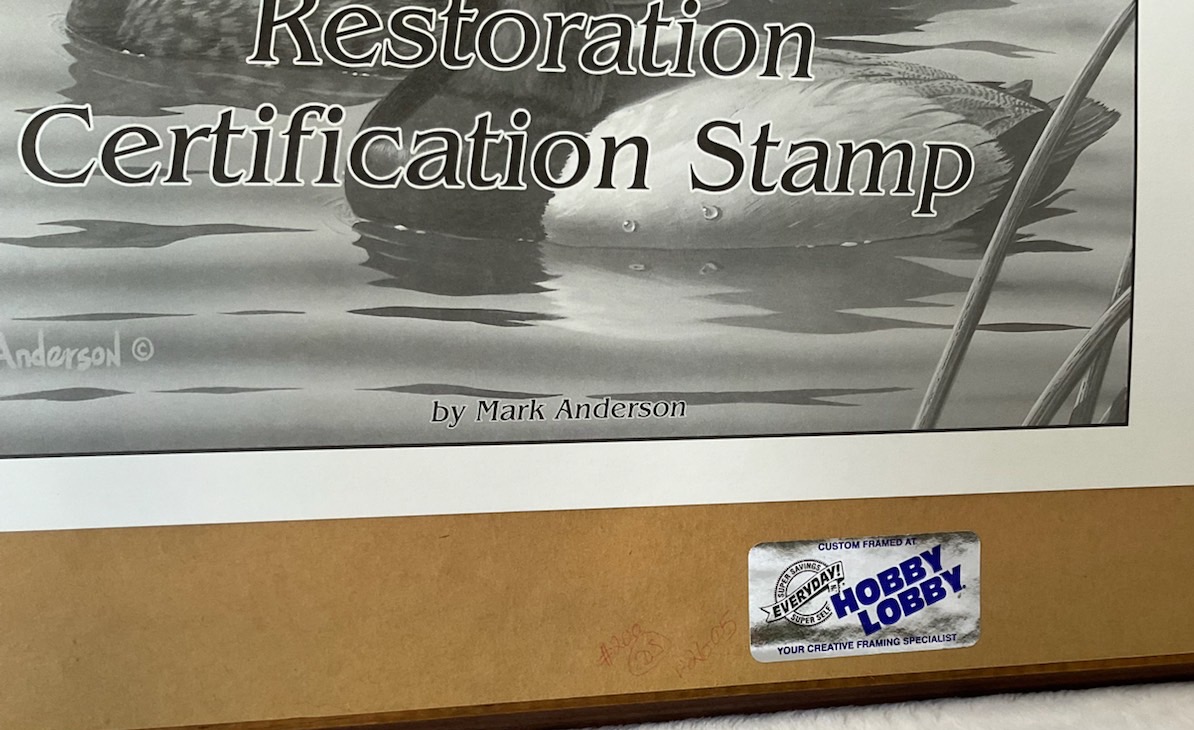 Restoration
Certification Stamp
Anderson ©
by Mark Anderson
CUSTOM FRAMED AT
SUPER SAVINGS
EVERYDAY!
SUPER SELE
HOBBY
LOBBY
YOUR CREATIVE FRAMING SPECIALIST